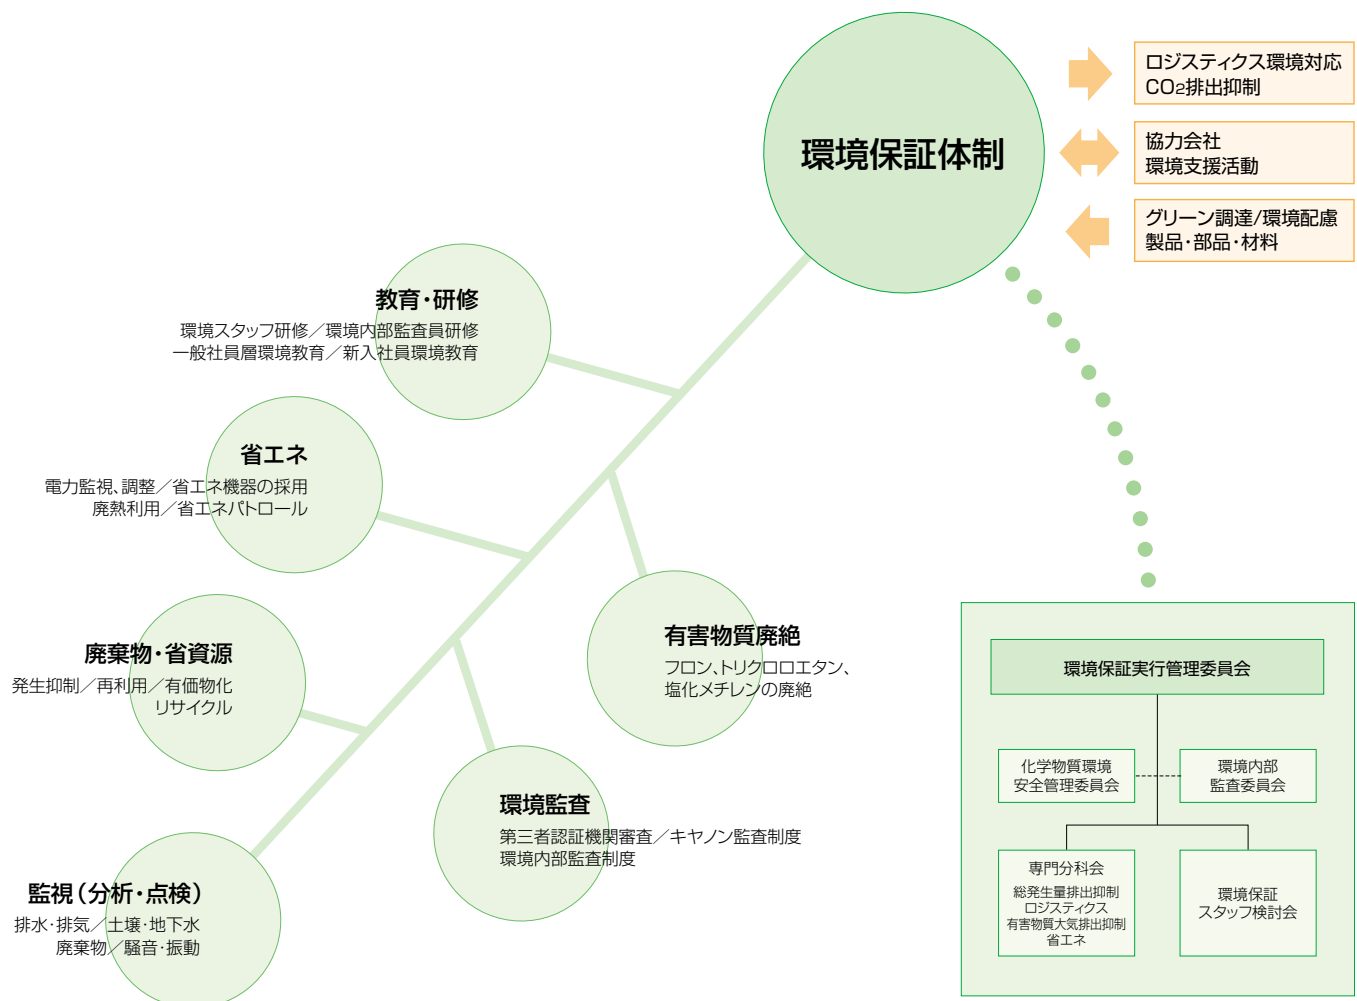 環境保証体制
ロジスティクス環境対応
CO2排出抑制
協力会社
環境支援活動
グリーン調達/環境配慮
製品・部品・材料
教育・研修
環境スタッフ研修／環境内部監査員研修
一般社員層環境教育／新入社員環境教育
省エネ
電力監視、調整／省エネ機器の採用
廃熱利用／省エネパトロール
廃棄物・省資源
発生抑制／再利用／有価物化
リサイクル
監視（分析・点検）
排水・排気／土壌・地下水
廃棄物／騒音・振動
有害物質廃絶
フロン、トリクロロエタン、
塩化メチレンの廃絶
環境監査
第三者認証機関審査／キヤノン監査制度
環境内部監査制度
環境保証実行管理委員会
化学物質環境
安全管理委員会
環境内部
監査委員会
専門分科会
総発生量排出抑制
ロジスティクス
有害物質大気排出抑制
省エネ
環境保証
スタッフ検討会